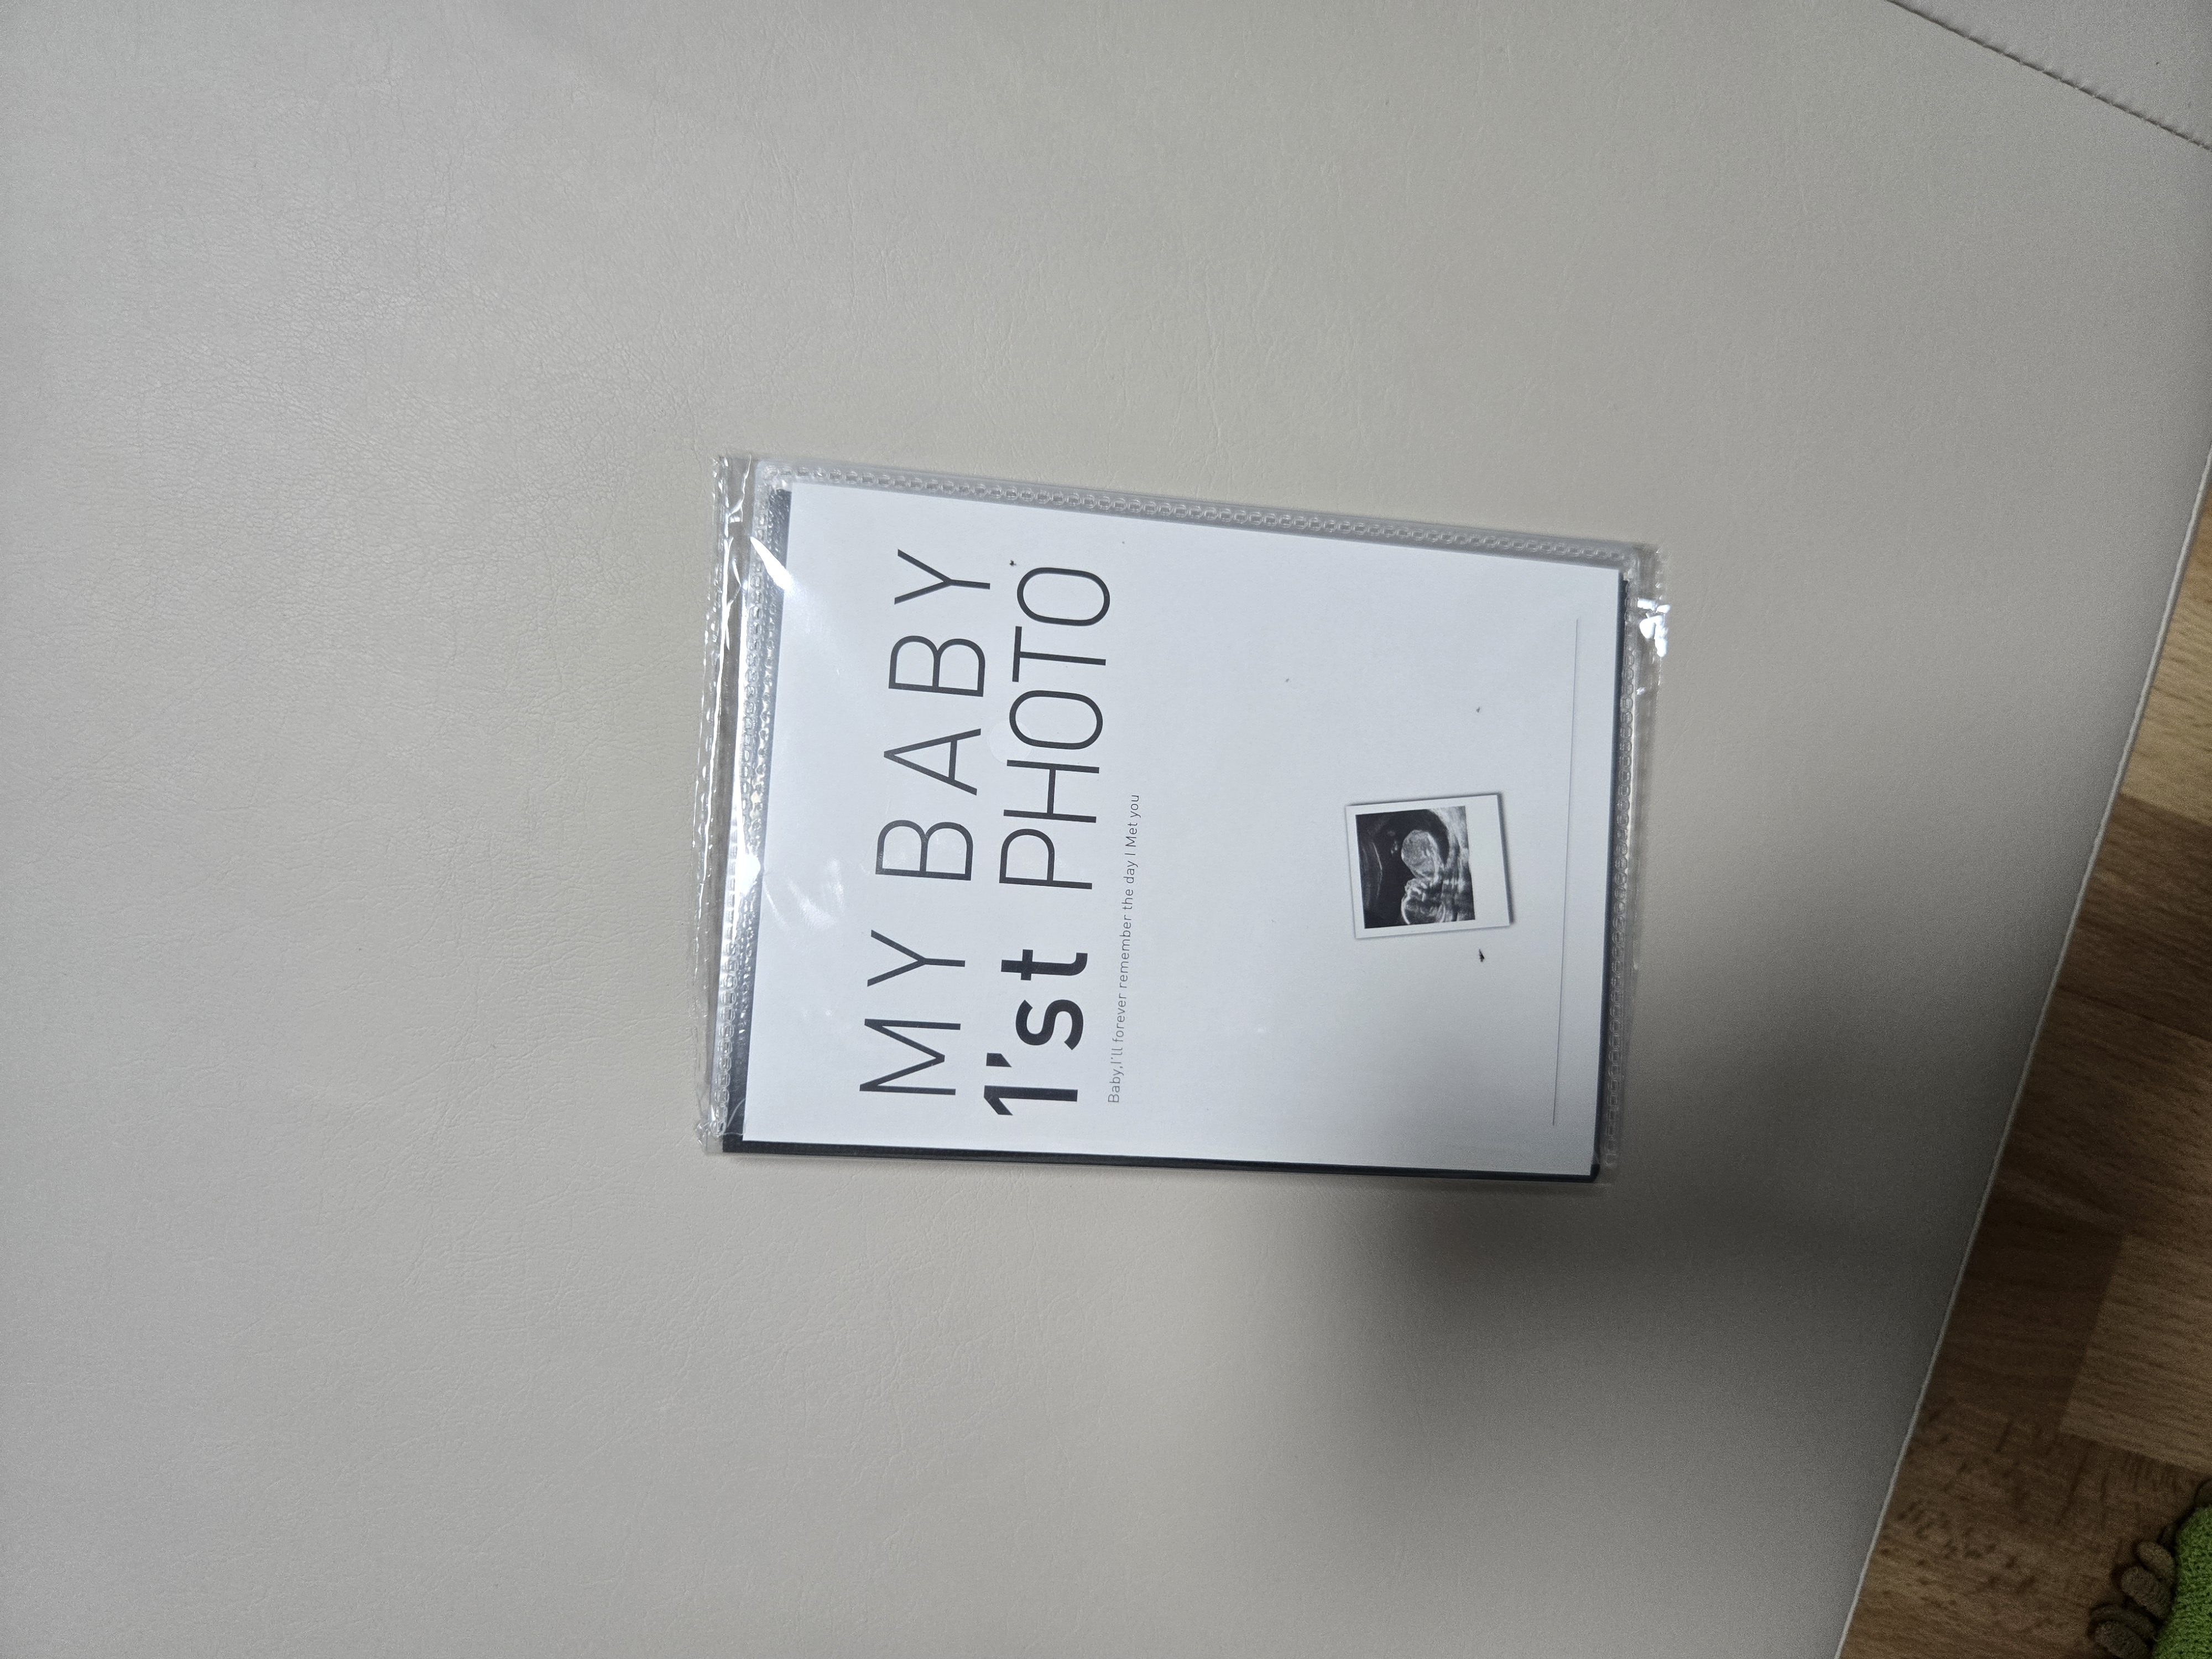 MY BABY
1'st PHOTO
Baby,I'll forever remember the day I Met you